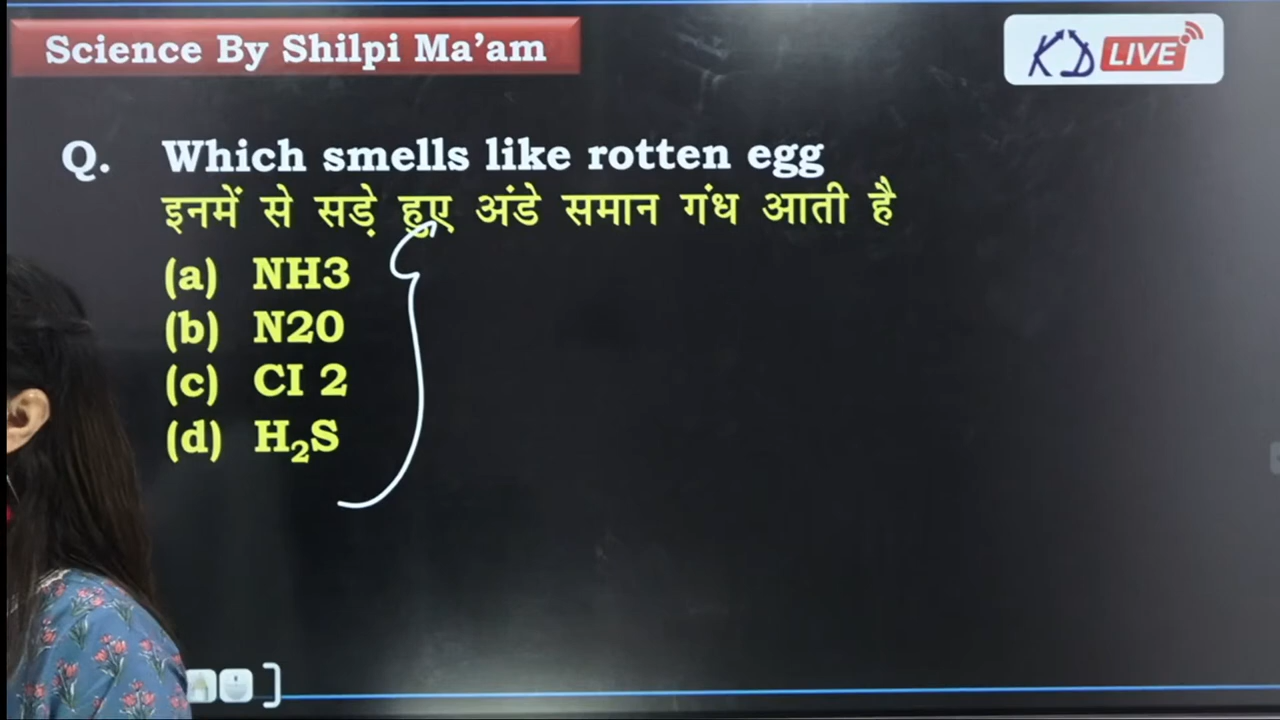 Science By Shilpi Ma'am
KD LIVE
Q. Which smells like rotten egg
इनमें से सड़े हुए अंडे समान गंध आती है
(a) NH3
(b) N20
(c) CI 2
(d) H₂S